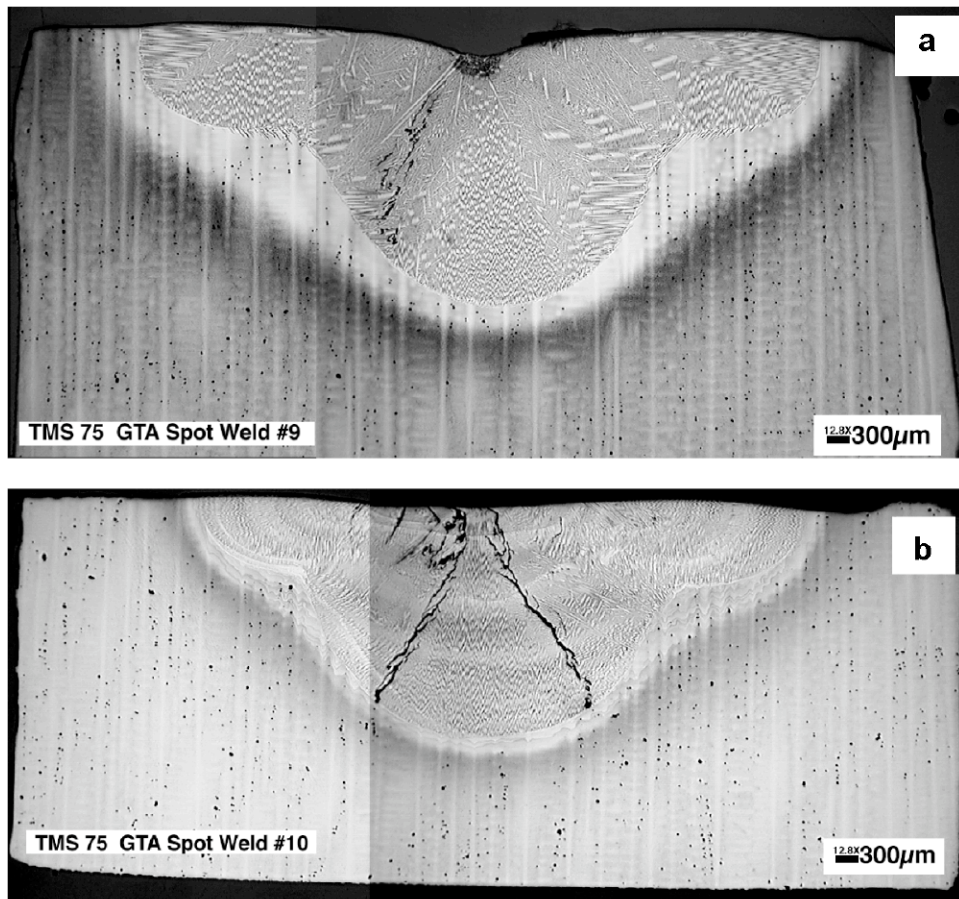 a
TMS 75 GTA Spot Weld #9
12.8X 300µm
b
TMS 75 GTA Spot Weld #10
12.8X 300µm